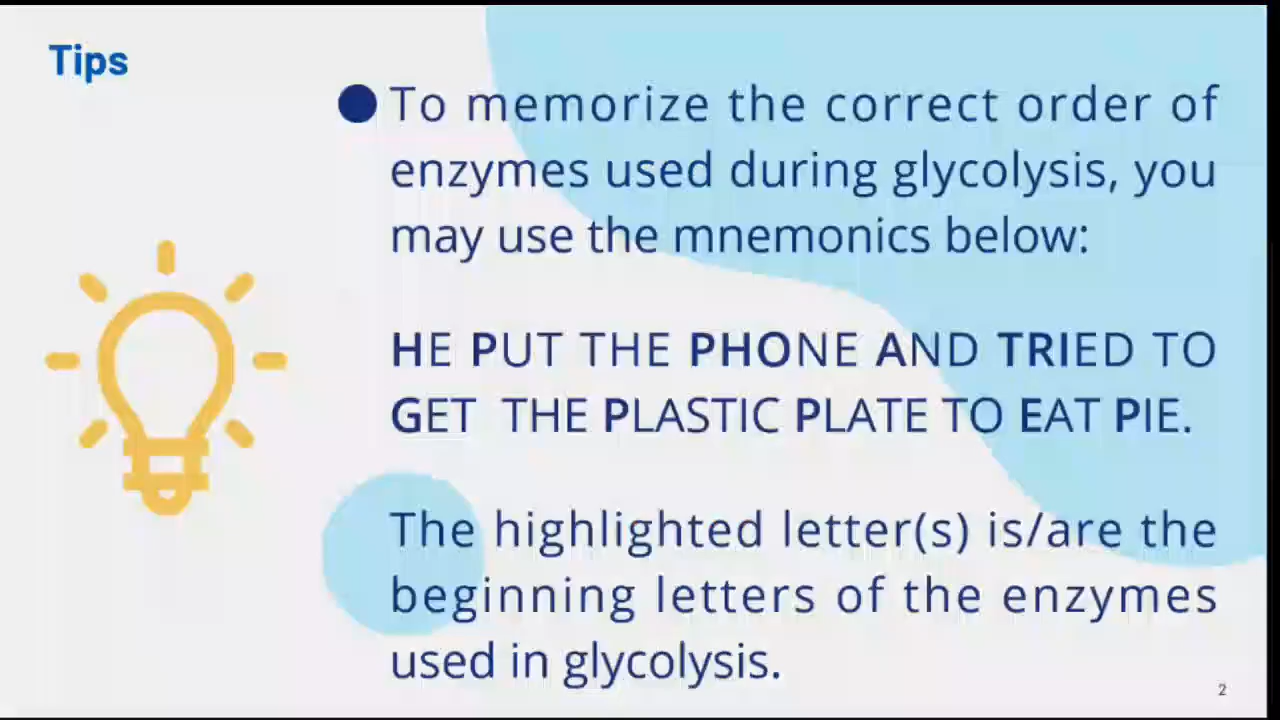 Tips
To memorize the correct order of
enzymes used during glycolysis, you
may use the mnemonics below:
HE PUT THE PHONE AND TRIED TO
GET THE PLASTIC PLATE TO EAT PIE.
The highlighted letter(s) is/are the
beginning letters of the enzymes
used in glycolysis.
2